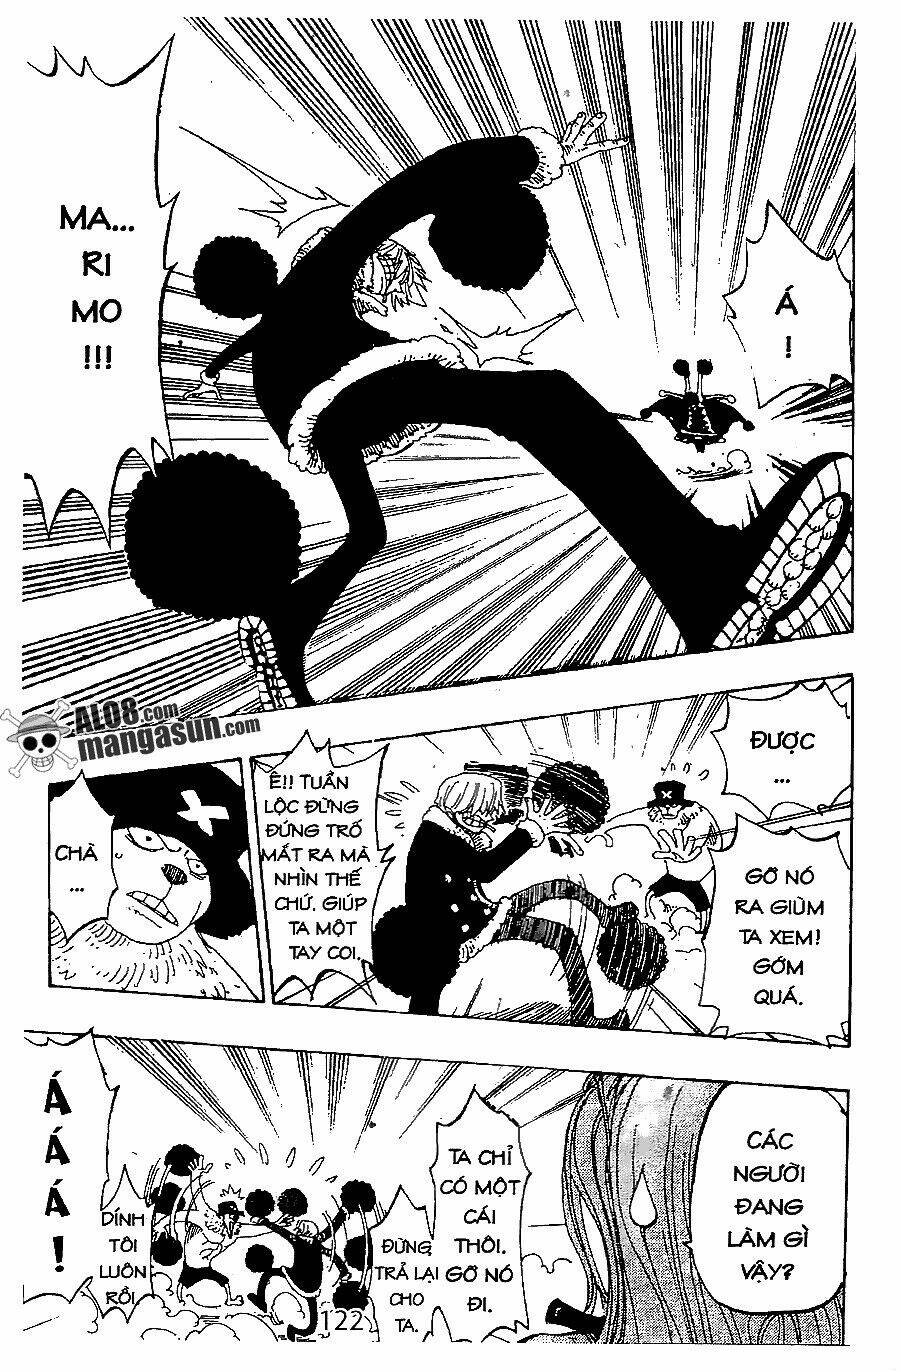 Á
!
MA...
RI
MO
!!!
ĐƯỢC
...
GỠ NÓ
RA GIÙM
TA XEM!
GỚM
QUÁ.
Ê!! TUẦN
LỘC ĐỪNG
ĐỨNG TRỐ
MẮT RA MÀ
NHÌN THẾ
CHỨ. GIÚP
TA MỘT
TAY COI.
CHÀ
...
AL08.com
mangasun.com
CÁC
NGƯỜI
ĐANG
LÀM GÌ
VẬY?
TA CHỈ
CÓ MỘT
CÁI
THÔI.
GỠ NÓ
ĐI.
ĐỪNG
TRẢ LẠI
CHO
TA.
DÍNH
TÔI
LUÔN
RỒI.
Á
Á
Á
!
122